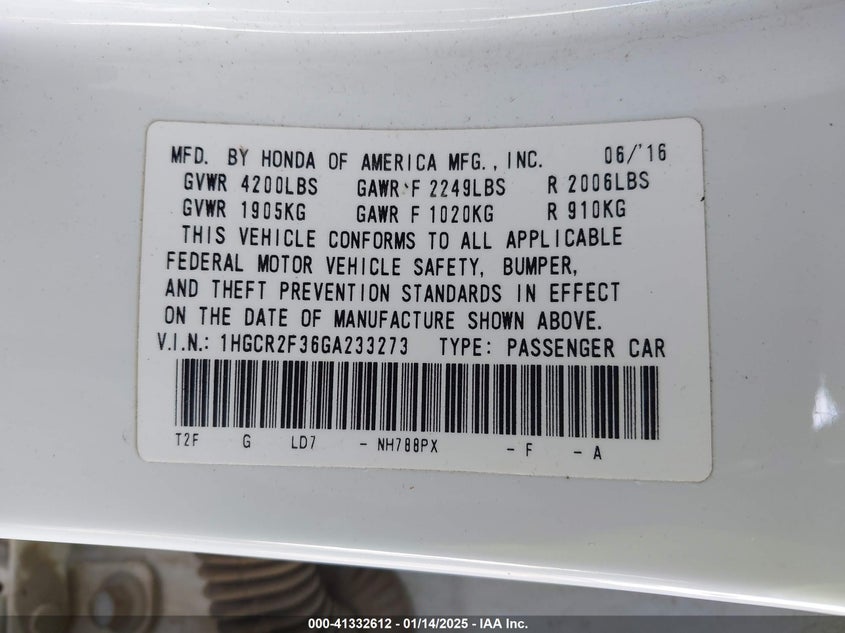 MFD. BY HONDA OF AMERICA MFG., INC. 06/'16
GVWR 4200LBS GAWR F 2249LBS R 2006LBS
GVWR 1905KG GAWR F 1020KG R 910KG
THIS VEHICLE CONFORMS TO ALL APPLICABLE
FEDERAL MOTOR VEHICLE SAFETY, BUMPER,
AND THEFT PREVENTION STANDARDS IN EFFECT
ON THE DATE OF MANUFACTURE SHOWN ABOVE.
V.I.N.: 1HGCR2F36GA233273 TYPE: PASSENGER CAR
T2F G LD7 - NH788PX - F - A
000-41332612 - 01/14/2025 - IAA Inc.